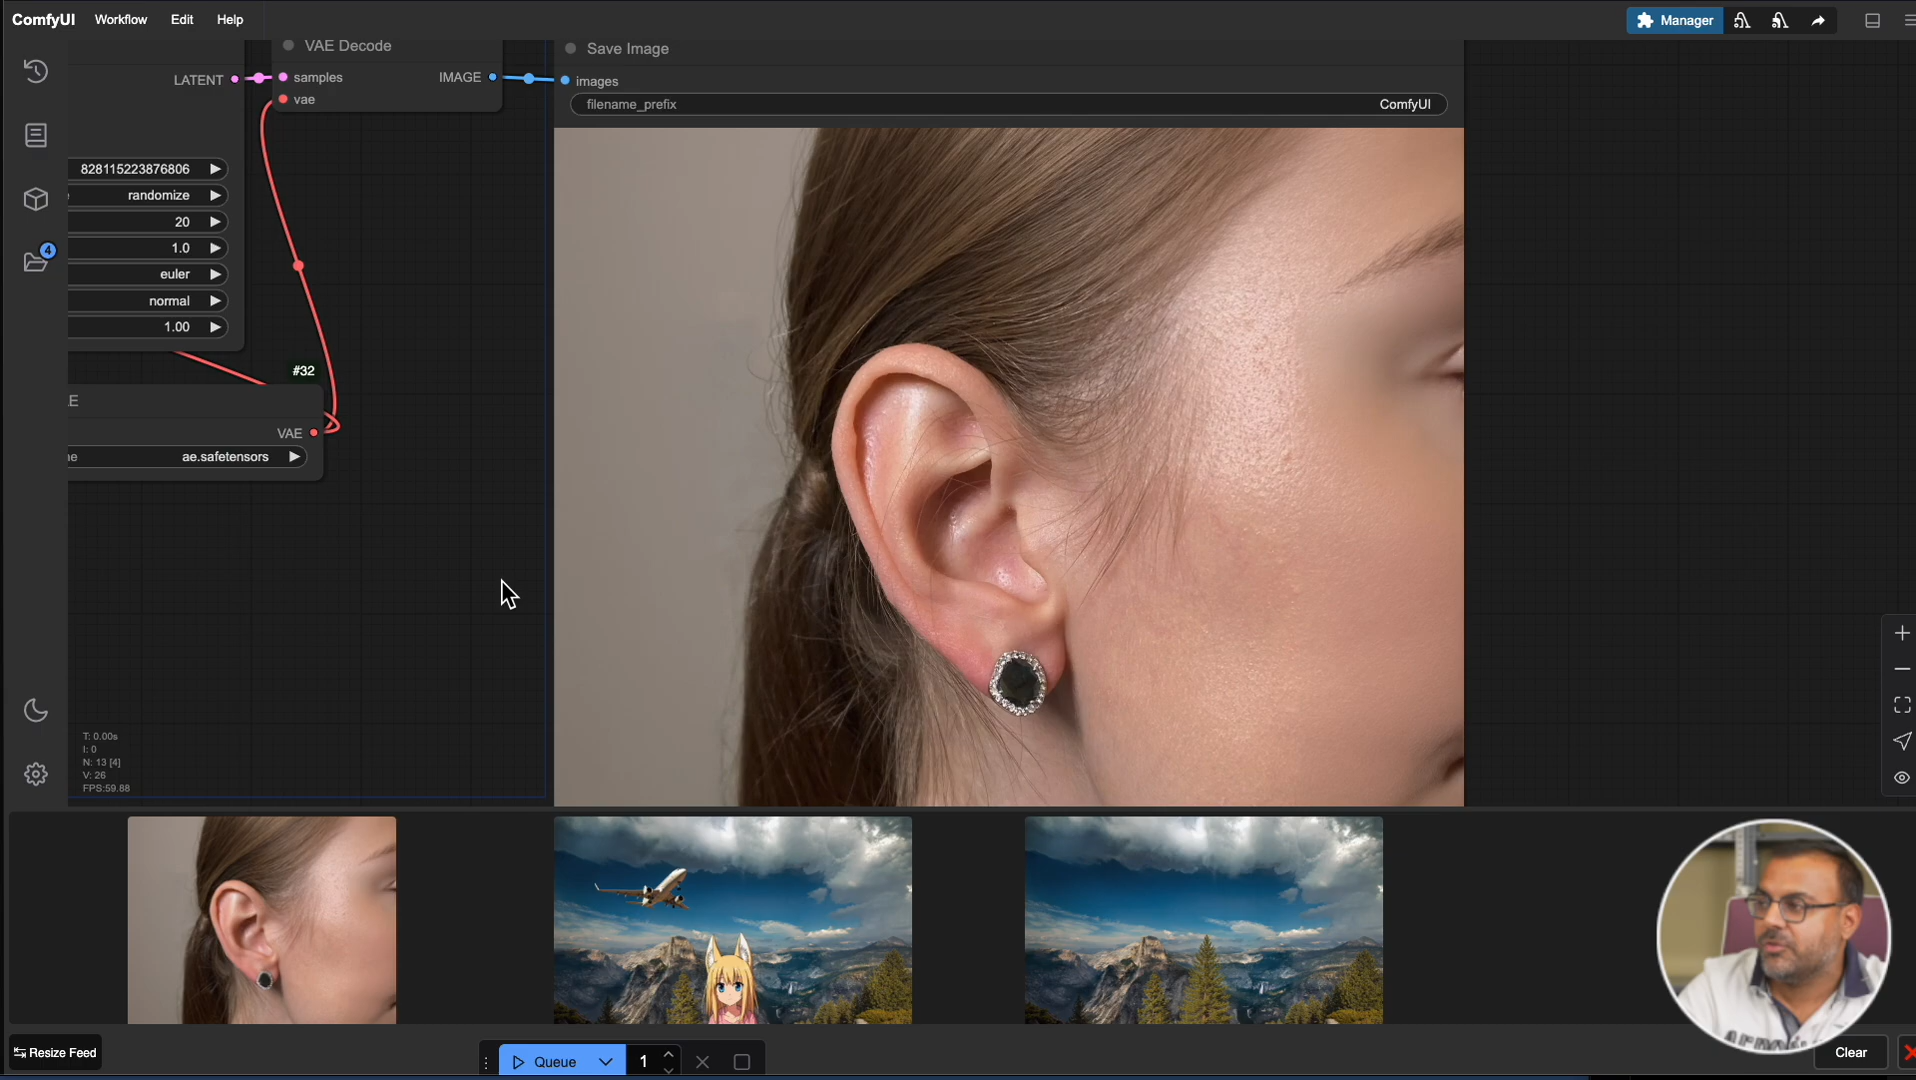 ComfyUI Workflow Edit Help Manager
VAE Decode
Save Image
LATENT samples IMAGE images
vae
filename_prefix ComfyUI
828115223876806
randomize
20
1.0
euler
normal
1.00
#32
VAE
ae.safetensors
4
T: 0.00s
I: 0
N: 13 [4]
V: 26
FPS:59.88
Resize Feed
Queue 1
Clear